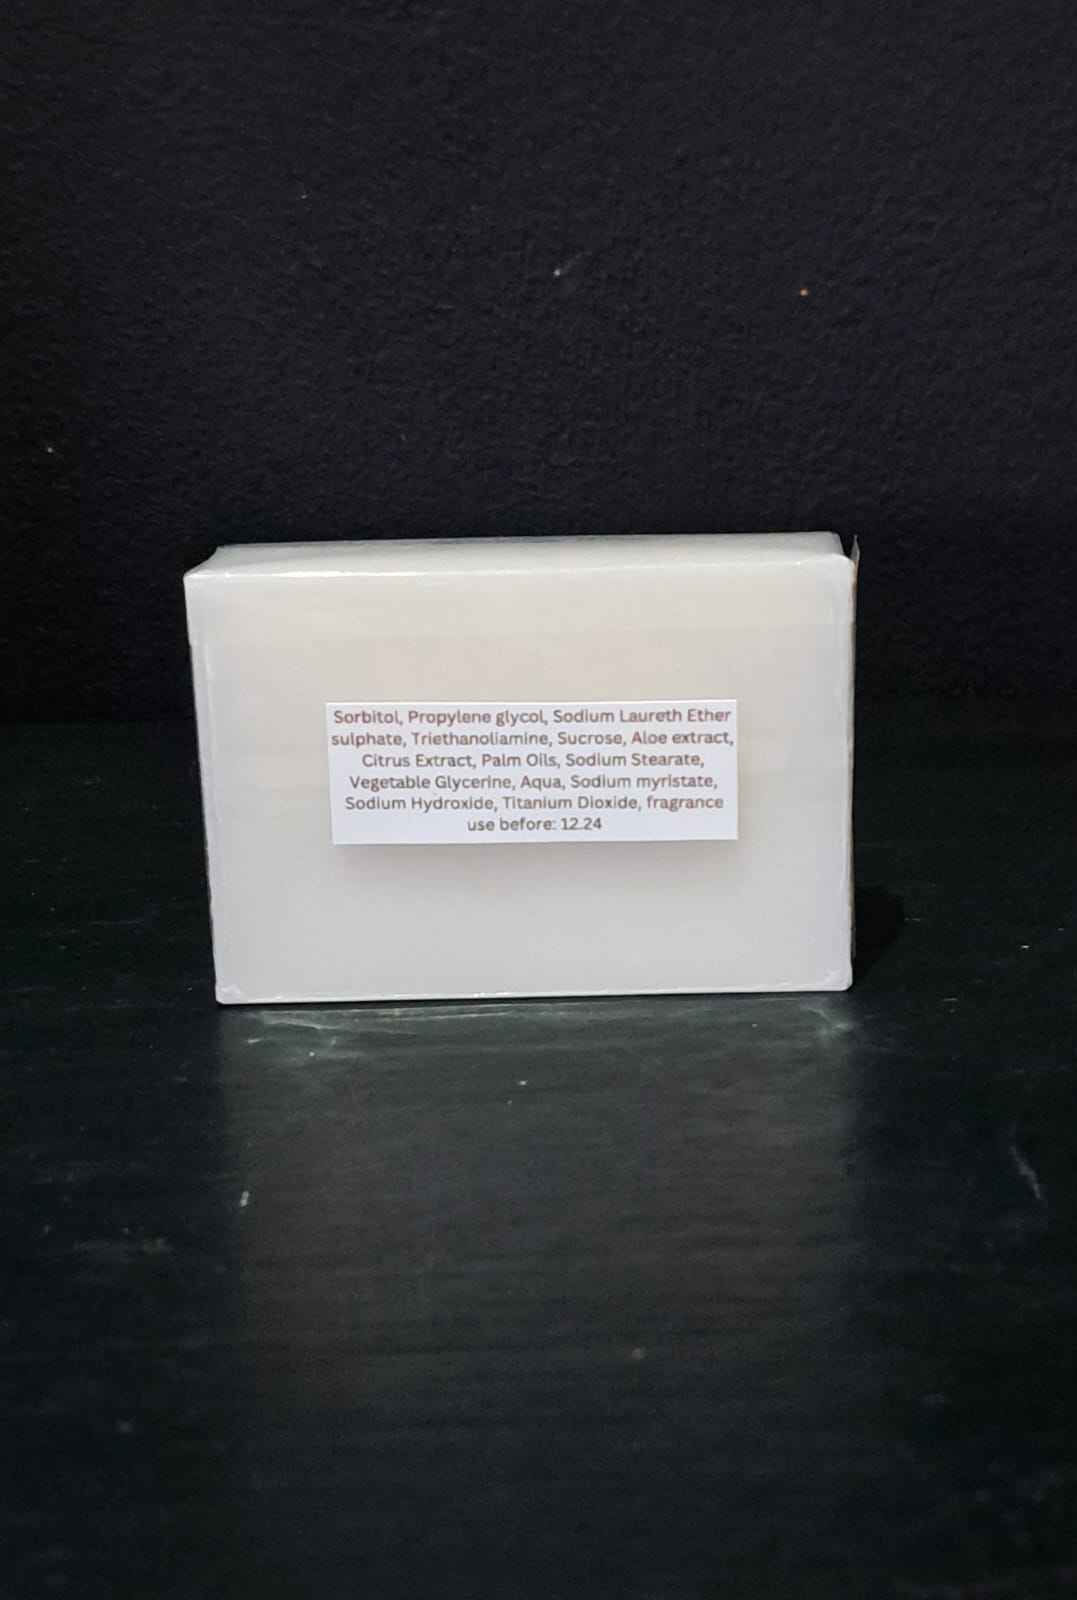 Sorbitol, Propylene glycol, Sodium Laureth Ether
sulphate, Triethanoliamine, Sucrose, Aloe extract,
Citrus Extract, Palm Oils, Sodium Stearate,
Vegetable Glycerine, Aqua, Sodium myristate,
Sodium Hydroxide, Titanium Dioxide, fragrance
use before: 12.24